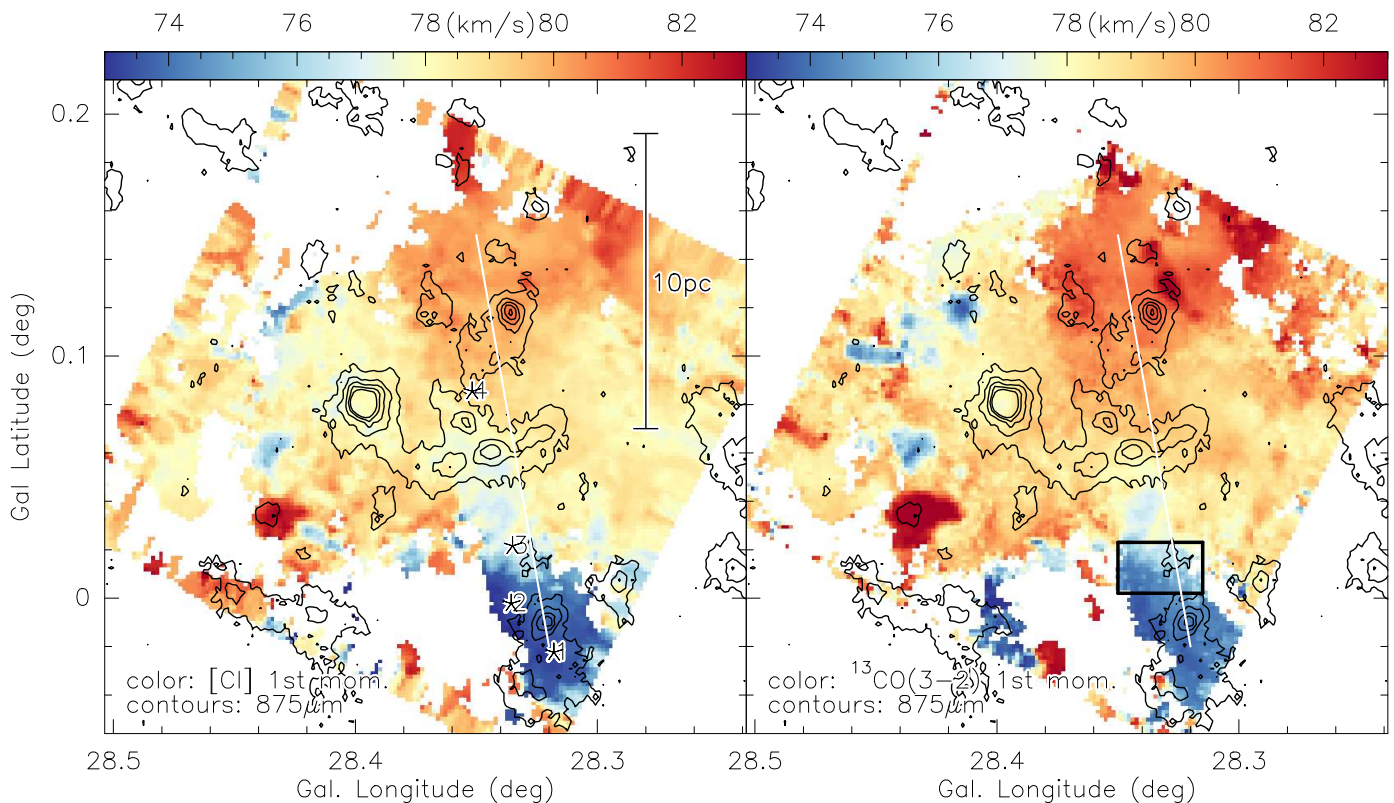 74 76 78(km/s)80 82 74 76 78(km/s)80 82
0.2
10pc
0.1
Gal Latitude (deg)
4
3
2
0
1
color: [CI] 1st mom. color: ¹³CO(3−2) 1st mom.
contours: 875μm contours: 875μm
28.5 28.4 28.3 28.5 28.4 28.3
Gal. Longitude (deg) Gal. Longitude (deg)